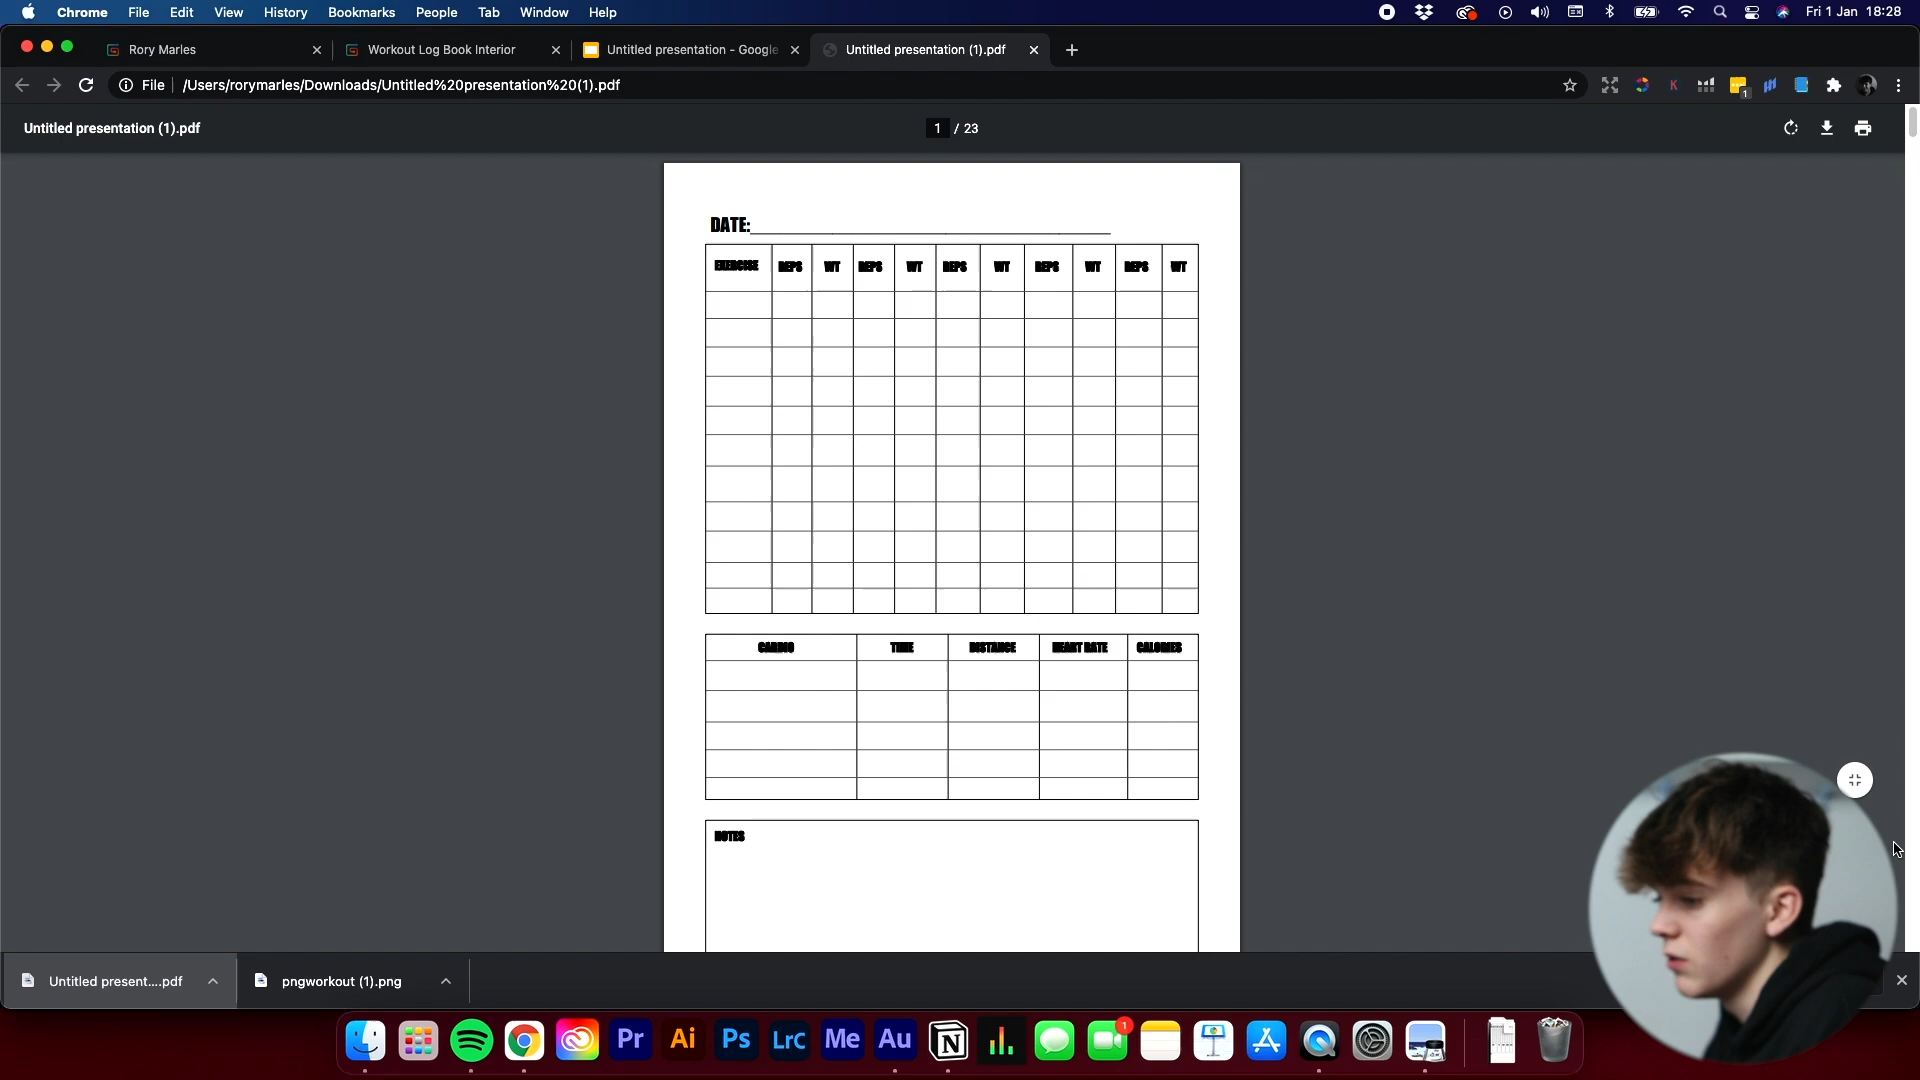 Chrome File Edit View History Bookmarks People Tab Window Help Fri 1 Jan 18:28
Rory Marles Workout Log Book Interior Untitled presentation - Google Untitled presentation (1).pdf
File /Users/rorymarles/Downloads/Untitled%20presentation%20(1).pdf
K 1
Untitled presentation (1).pdf 1 / 23
DATE:
EXERCISE REPS WT REPS WT REPS WT REPS WT REPS WT
CARDIO TIME DISTANCE HEART RATE CALORIES
NOTES
Untitled present....pdf pngworkout (1).png
Pr Ai Ps LrC Me Au N 1